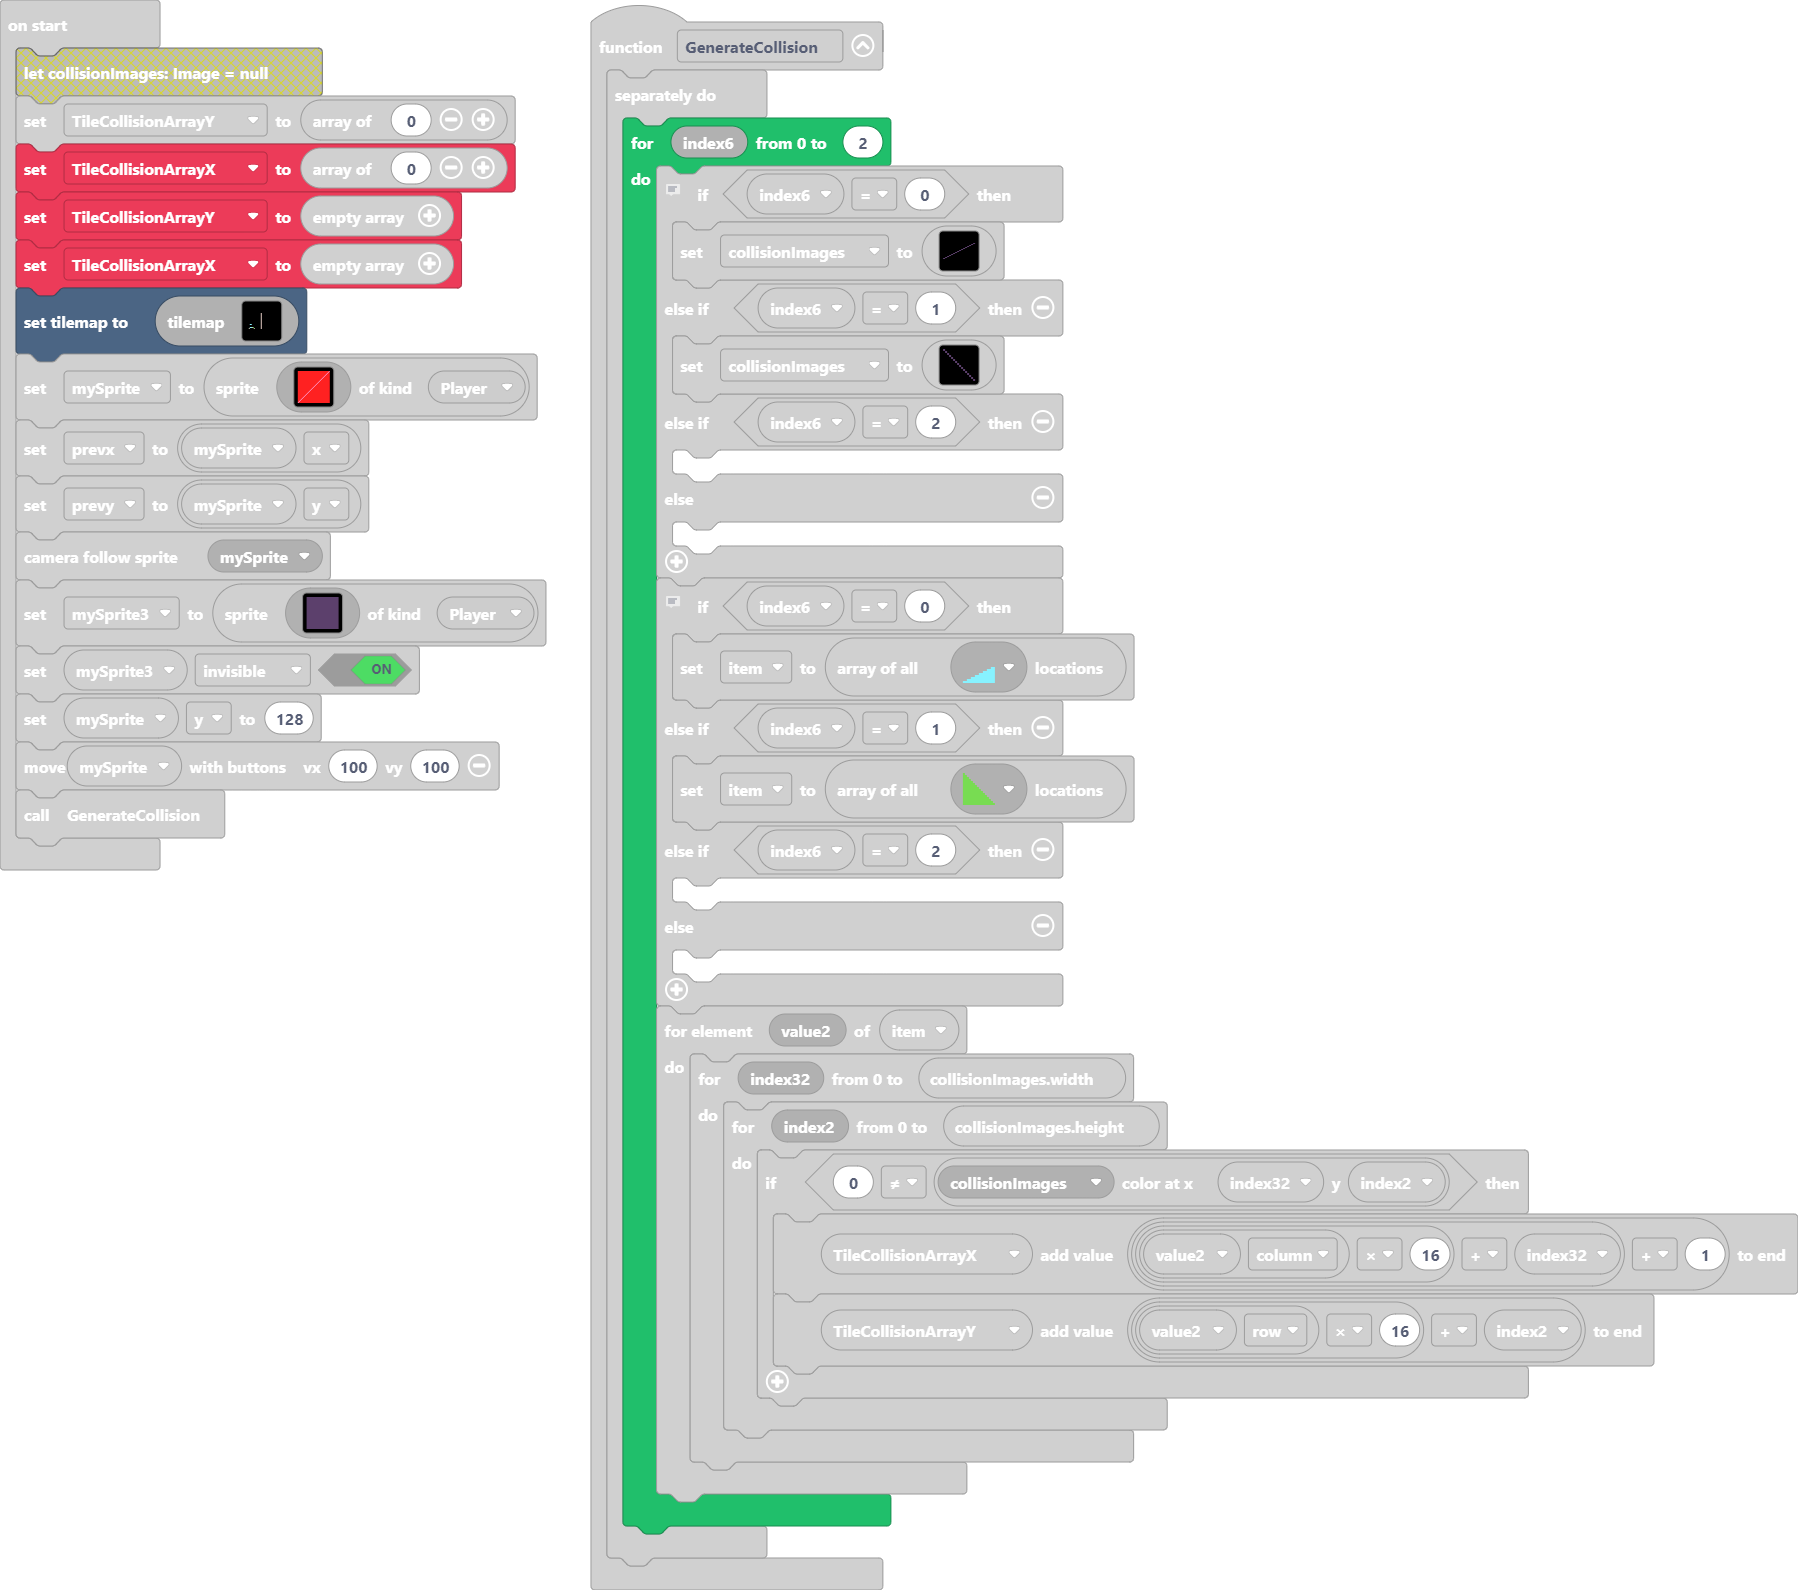 on start
let collisionImages: Image = null
set TileCollisionArrayY to array of 0
set TileCollisionArrayX to array of 0
set TileCollisionArrayY to empty array
set TileCollisionArrayX to empty array
set tilemap to tilemap
set mySprite to sprite of kind Player
set prevx to mySprite x
set prevy to mySprite y
camera follow sprite mySprite
set mySprite3 to sprite of kind Player
set mySprite3 invisible ON
set mySprite y to 128
move mySprite with buttons vx 100 vy 100
call GenerateCollision
function GenerateCollision
separately do
for index6 from 0 to 2
do
if index6 = 0 then
set collisionImages to
else if index6 = 1 then
set collisionImages to
else if index6 = 2 then
else
if index6 = 0 then
set item to array of all locations
else if index6 = 1 then
set item to array of all locations
else if index6 = 2 then
else
for element value2 of item
do
for index32 from 0 to collisionImages.width
do
for index2 from 0 to collisionImages.height
do
if 0 ≠ collisionImages color at x index32 y index2 then
TileCollisionArrayX add value value2 column × 16 + index32 + 1 to end
TileCollisionArrayY add value value2 row × 16 + index2 to end